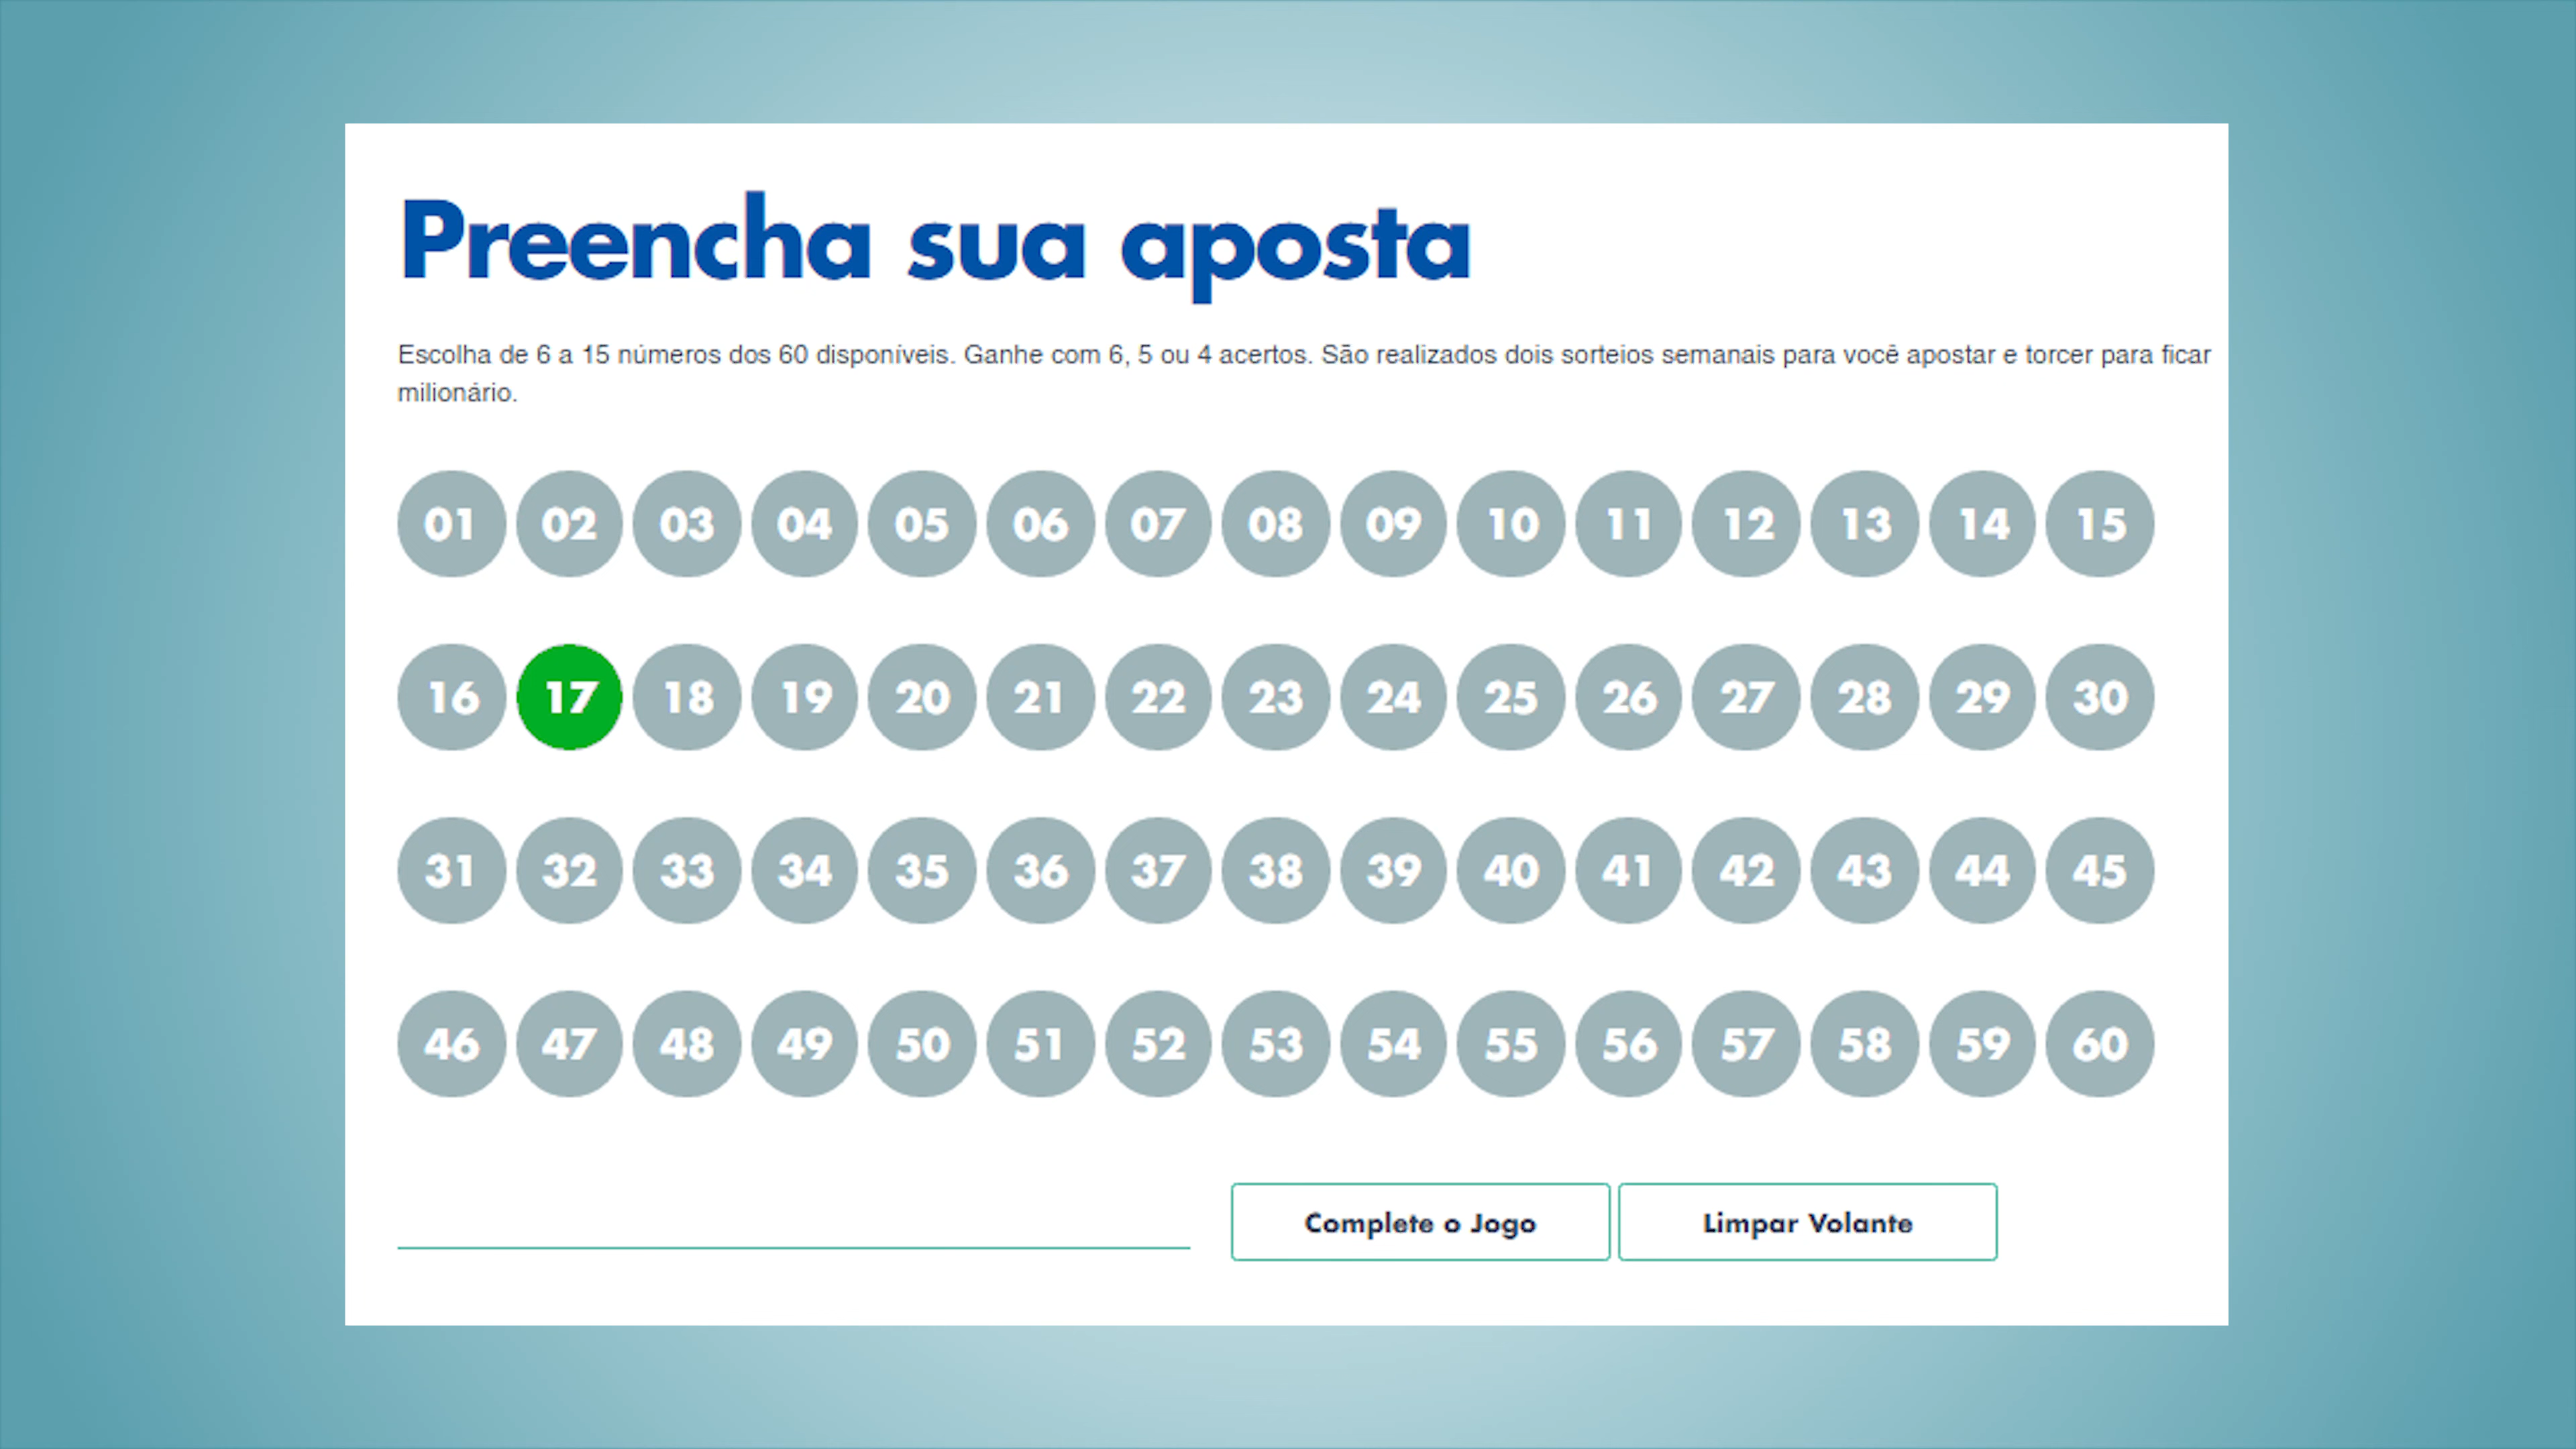 Preencha sua aposta
Escolha de 6 a 15 números dos 60 disponíveis. Ganhe com 6, 5 ou 4 acertos. São realizados dois sorteios semanais para você apostar e torcer para ficar
milionário.
01 02 03 04 05 06 07 08 09 10 11 12 13 14 15
16 17 18 19 20 21 22 23 24 25 26 27 28 29 30
31 32 33 34 35 36 37 38 39 40 41 42 43 44 45
46 47 48 49 50 51 52 53 54 55 56 57 58 59 60
Complete o Jogo Limpar Volante